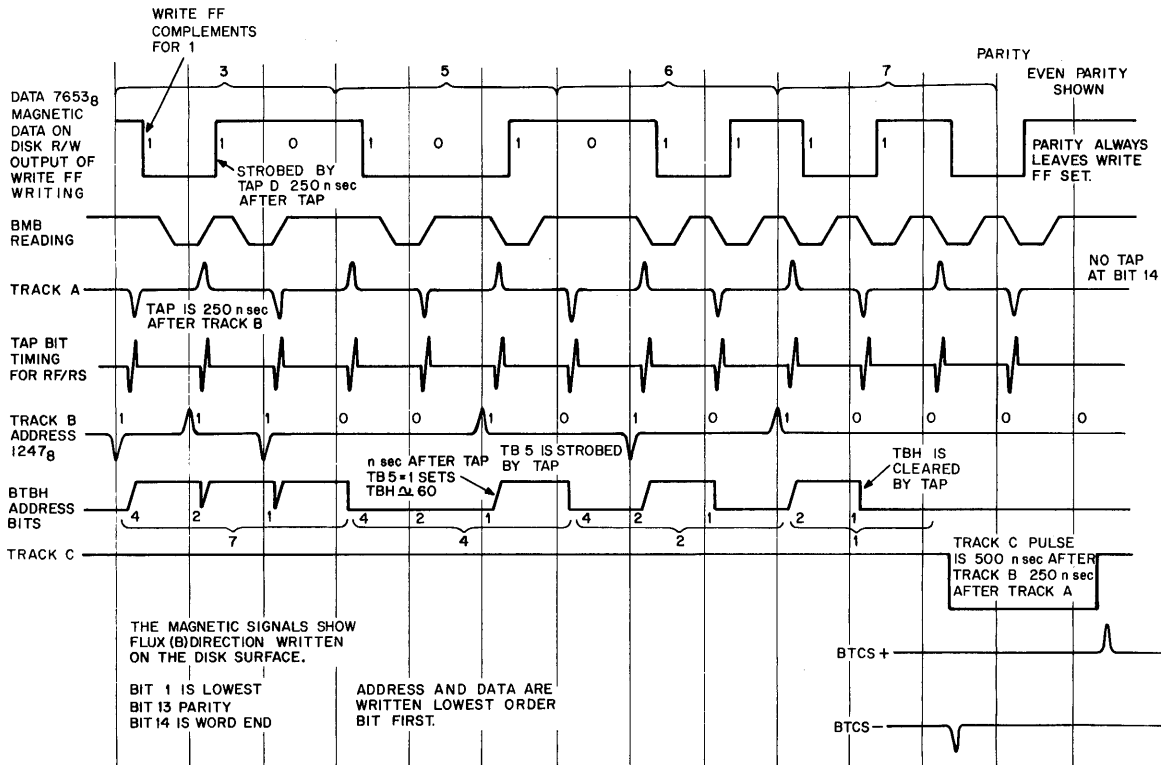 WRITE FF
COMPLEMENTS
FOR 1
PARITY
3
5
6
7
EVEN PARITY
SHOWN
DATA 7653₈
MAGNETIC
DATA ON
DISK R/W
OUTPUT OF
WRITE FF
WRITING
1 1 0 1 0 1 0 1 1 1 1
STROBED BY
TAP D 250 n sec
AFTER TAP
PARITY ALWAYS
LEAVES WRITE
FF SET.
BMB
READING
TRACK A
TAP IS 250 n sec
AFTER TRACK B
NO TAP
AT BIT 14
TAP BIT
TIMING
FOR RF/RS
TRACK B
ADDRESS
1247₈
1 1 1 0 0 1 0 1 0 1 0 0 0 0
n sec AFTER TAP
TB5=1 SETS
TBH ≃ 60
TB 5 IS STROBED
BY TAP
TBH IS
CLEARED
BY TAP
BTBH
ADDRESS
BITS
4 2 1 4 2 1 4 2 1 2 1
7 4 2 1
TRACK C
TRACK C PULSE
IS 500 n sec AFTER
TRACK B 250 n sec
AFTER TRACK A
THE MAGNETIC SIGNALS SHOW
FLUX (B) DIRECTION WRITTEN
ON THE DISK SURFACE.
BIT 1 IS LOWEST
BIT 13 PARITY
BIT 14 IS WORD END
ADDRESS AND DATA ARE
WRITTEN LOWEST ORDER
BIT FIRST.
BTCS +
BTCS −